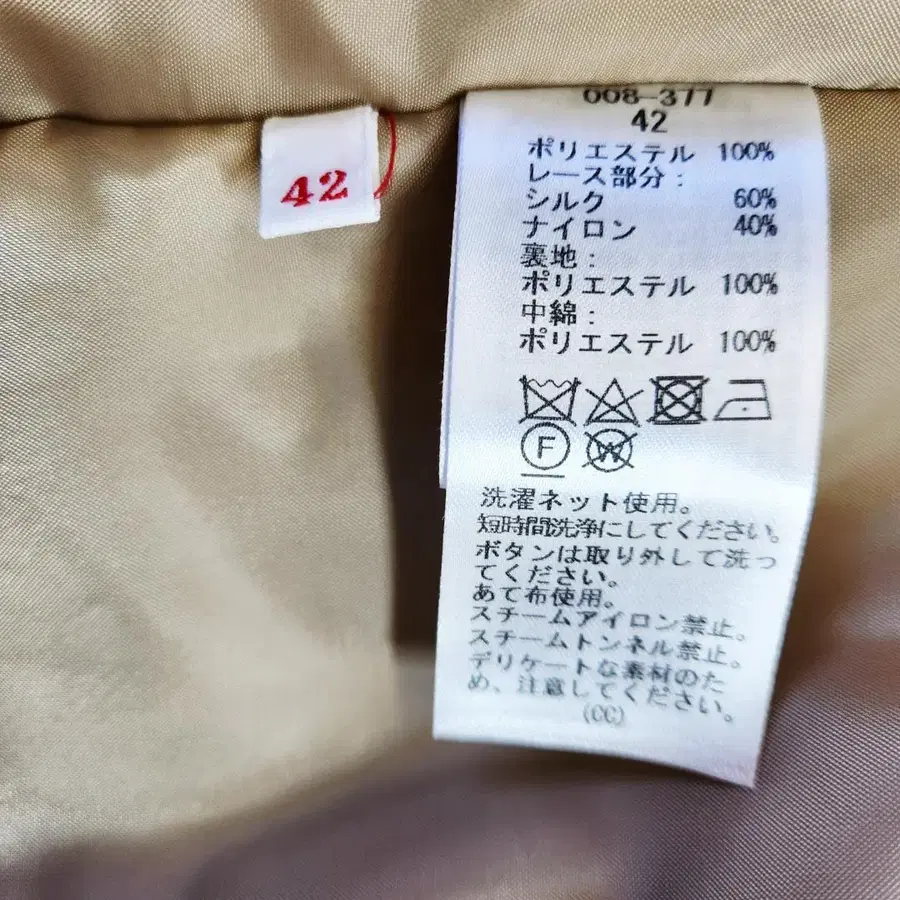 42
008-377
42
ポリエステル 100%
レース部分:
シルク 60%
ナイロン 40%
裏地:
ポリエステル 100%
中綿:
ポリエステル 100%
F W
洗濯ネット使用。
短時間洗浄にしてください。
ボタンは取り外して洗っ
てください。
あて布使用。
スチームアイロン禁止。
スチームトンネル禁止。
デリケートな素材のた
め、注意してください。
(CC)